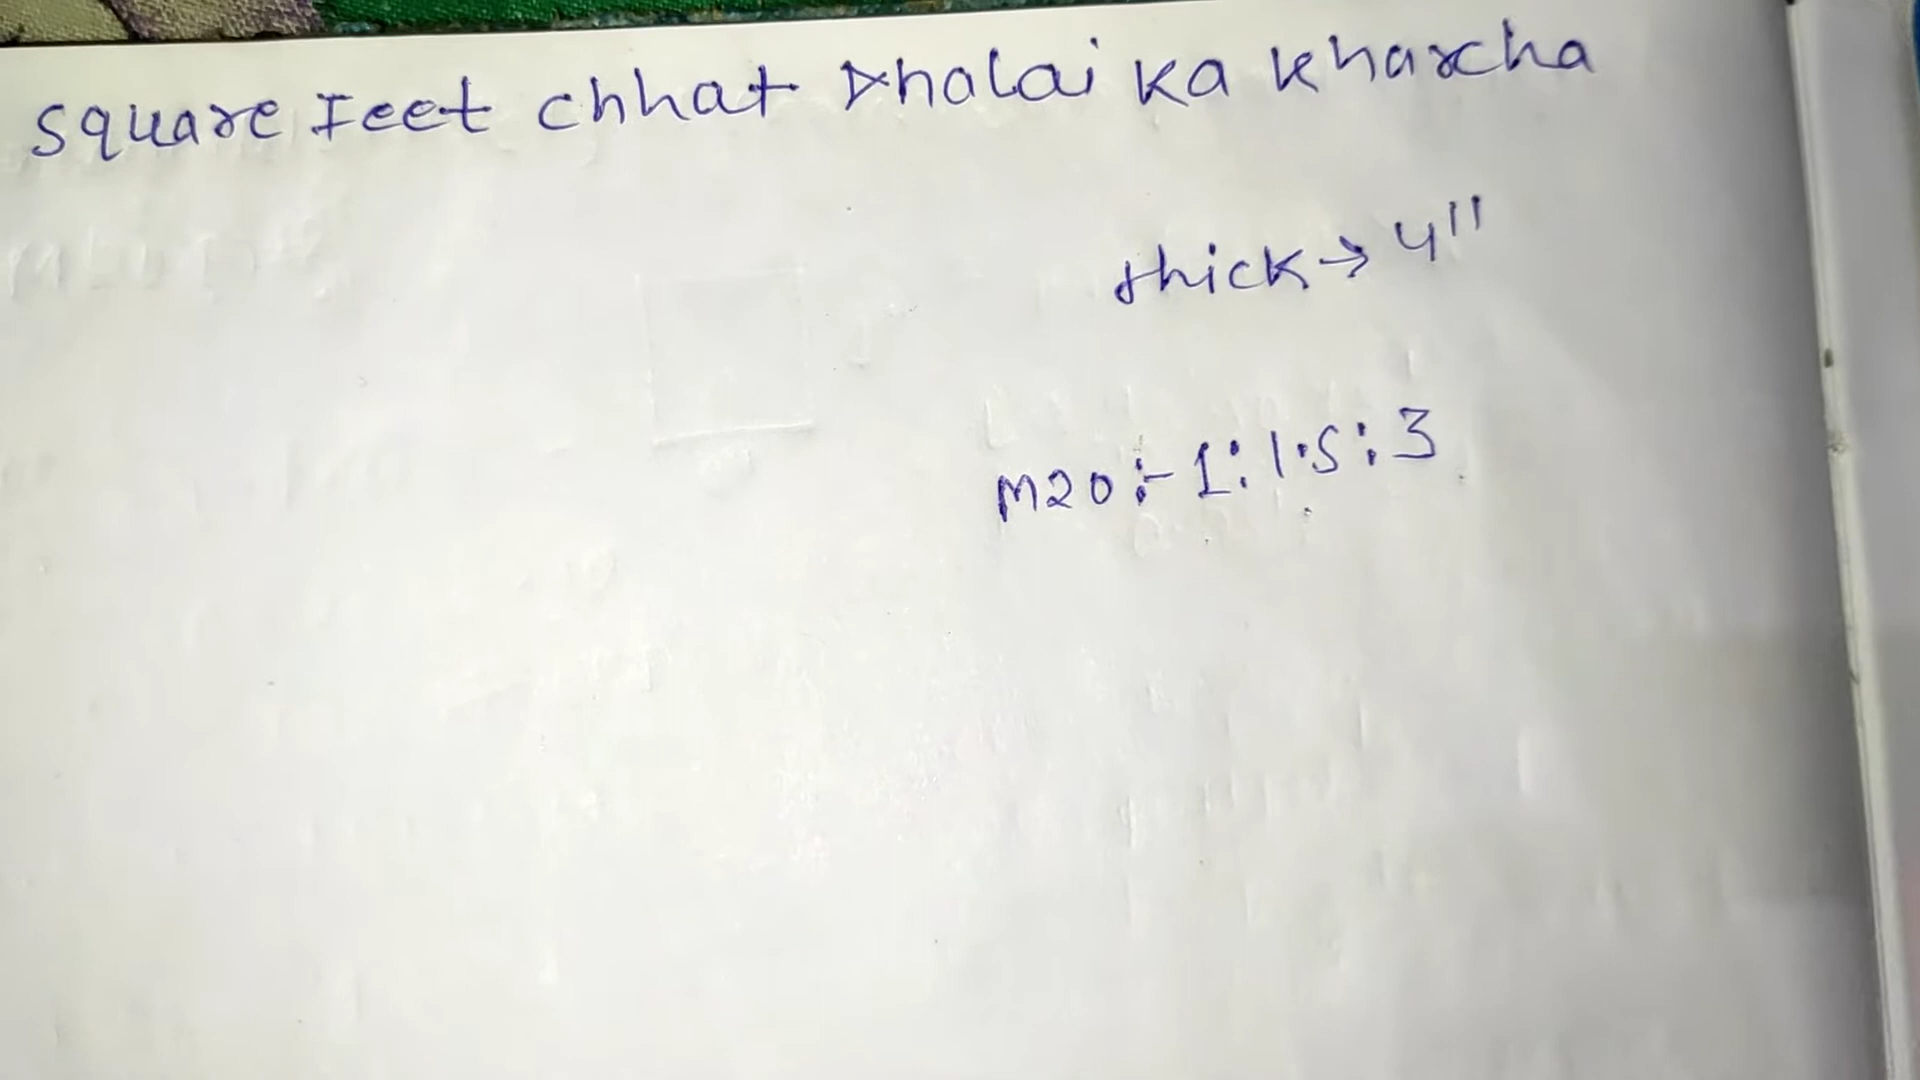 Square Feet chhat Dhalai ka kharcha
thick → 4"
M20 :- 1 : 1.5 : 3